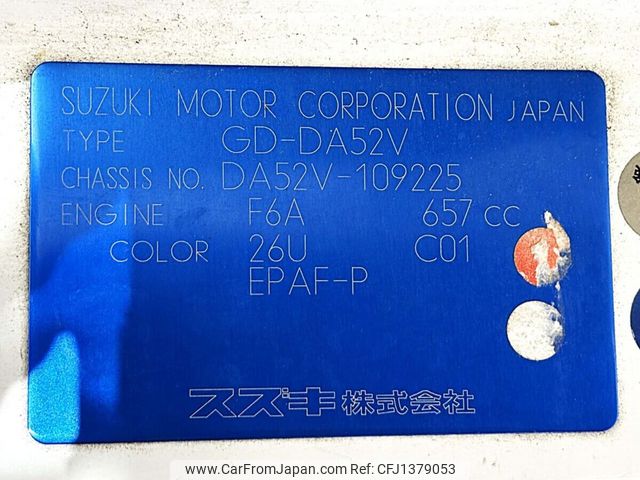 SUZUKI MOTOR CORPORATION JAPAN
TYPE GD-DA52V
CHASSIS NO. DA52V-109225
ENGINE F6A 657 CC
COLOR 26U C01
EPAF-P
スズキ株式会社
www.CarFromJapan.com | CFJ1379053